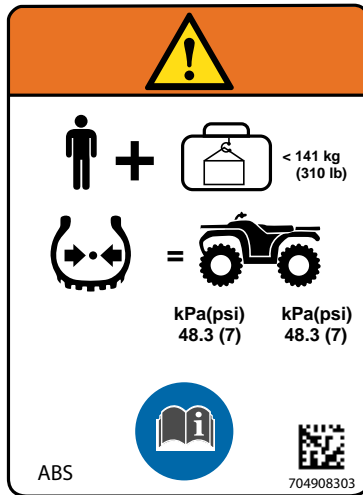 < 141 kg
(310 lb)
kPa(psi) kPa(psi)
48.3 (7) 48.3 (7)
ABS
704908303